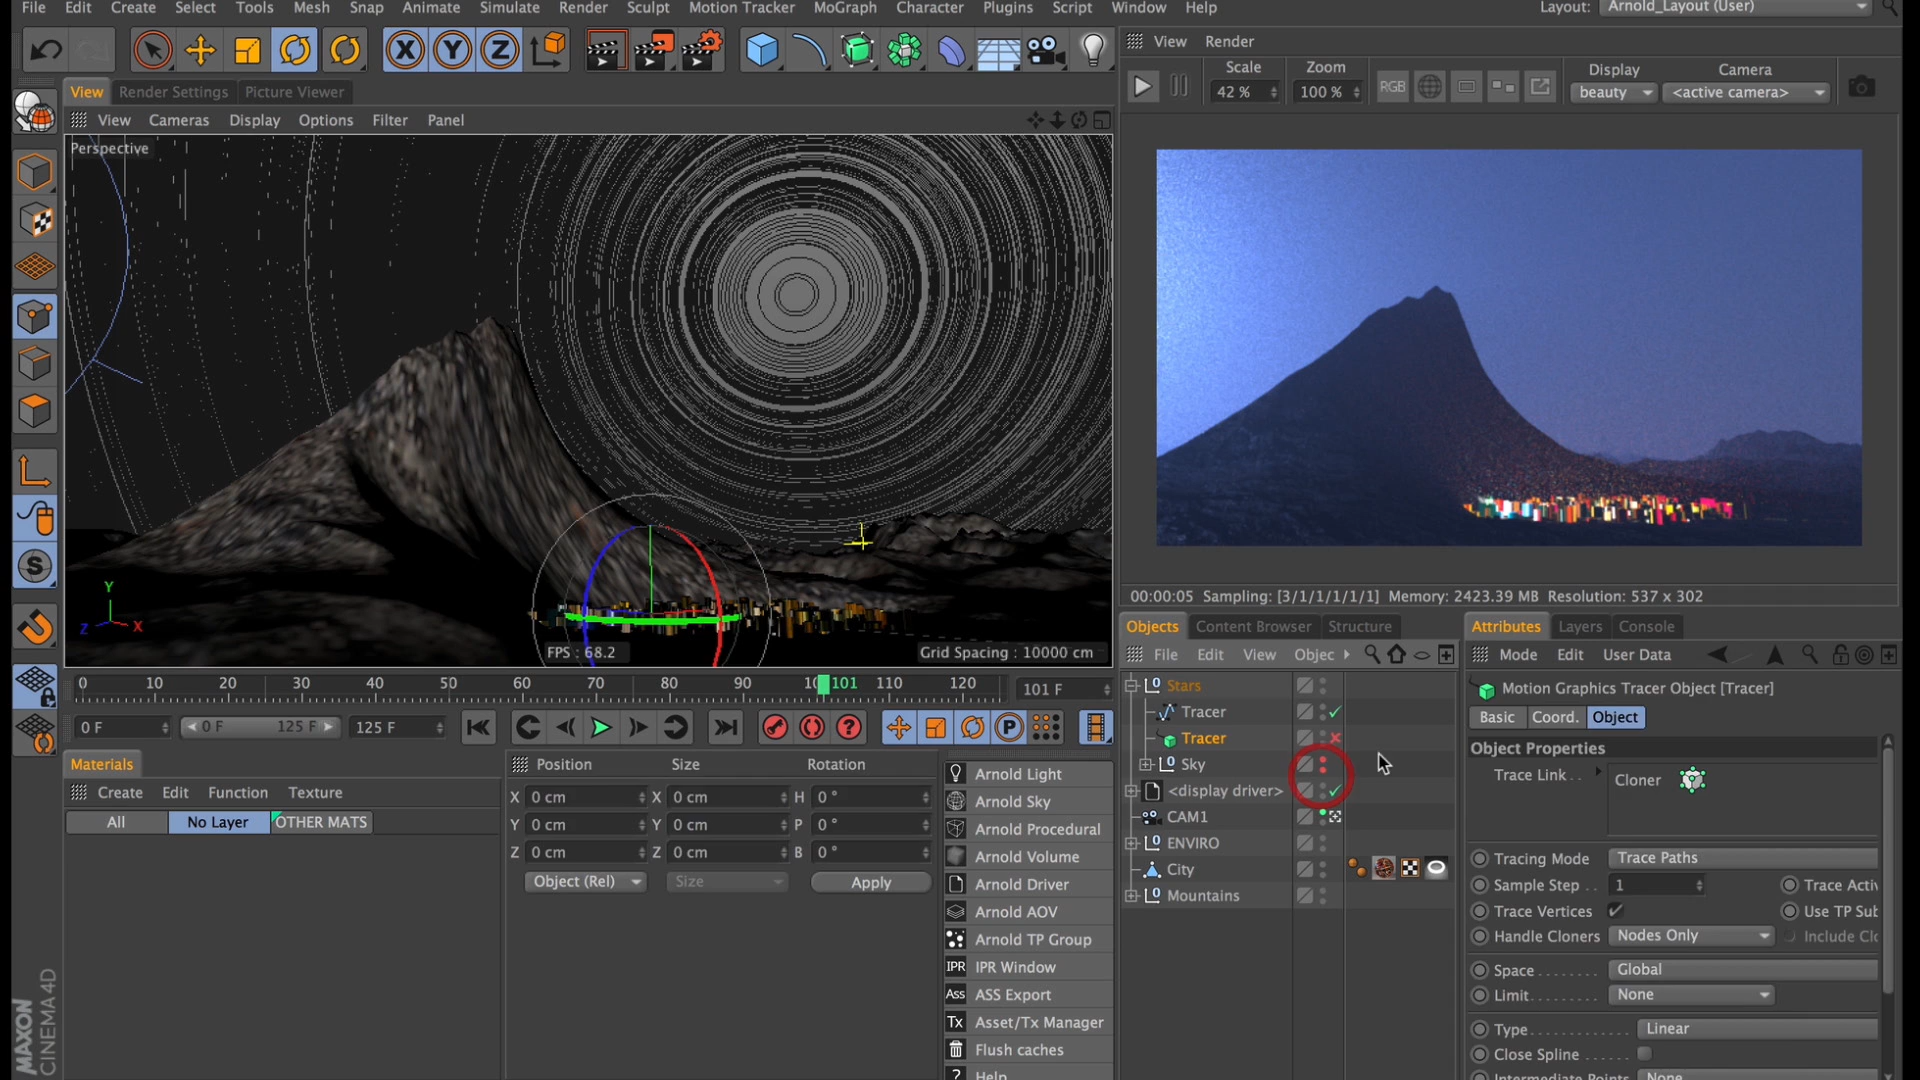 File Edit Create Select Tools Mesh Snap Animate Simulate Render Sculpt Motion Tracker MoGraph Character Plugins Script Window Help Layout: Arnold_Layout (User)
X Y Z
View Render
Scale Zoom Display Camera
42 % 100 % RGB beauty <active camera>
View Render Settings Picture Viewer
View Cameras Display Options Filter Panel
Perspective
Y
Z X
FPS : 68.2
Grid Spacing : 10000 cm
00:00:05 Sampling: [3/1/1/1/1/1] Memory: 2423.39 MB Resolution: 537 x 302
0 10 20 30 40 50 60 70 80 90 10 101 110 120 101 F
0 F 0 F 125 F 125 F
Objects Content Browser Structure
File Edit View Objec
Stars
Tracer
Tracer
Sky
<display driver>
CAM1
ENVIRO
City
Mountains
Attributes Layers Console
Mode Edit User Data
Motion Graphics Tracer Object [Tracer]
Basic Coord. Object
Object Properties
Trace Link . . Cloner
Tracing Mode Trace Paths
Sample Step . . 1 Trace Activ
Trace Vertices Use TP Sub
Handle Cloners Nodes Only Include Clo
Space . . . . . . . . Global
Limit. . . . . . . . . None
Type. . . . . . . . . . . . Linear
Close Spline . . . . . .
Intermediate Points None
Materials
Create Edit Function Texture
All No Layer OTHER MATS
Position Size Rotation
X 0 cm X 0 cm H 0 °
Y 0 cm Y 0 cm P 0 °
Z 0 cm Z 0 cm B 0 °
Object (Rel) Size Apply
Arnold Light
Arnold Sky
Arnold Procedural
Arnold Volume
Arnold Driver
Arnold AOV
Arnold TP Group
IPR IPR Window
Ass ASS Export
Tx Asset/Tx Manager
Flush caches
? Help
MAXON
CINEMA4D